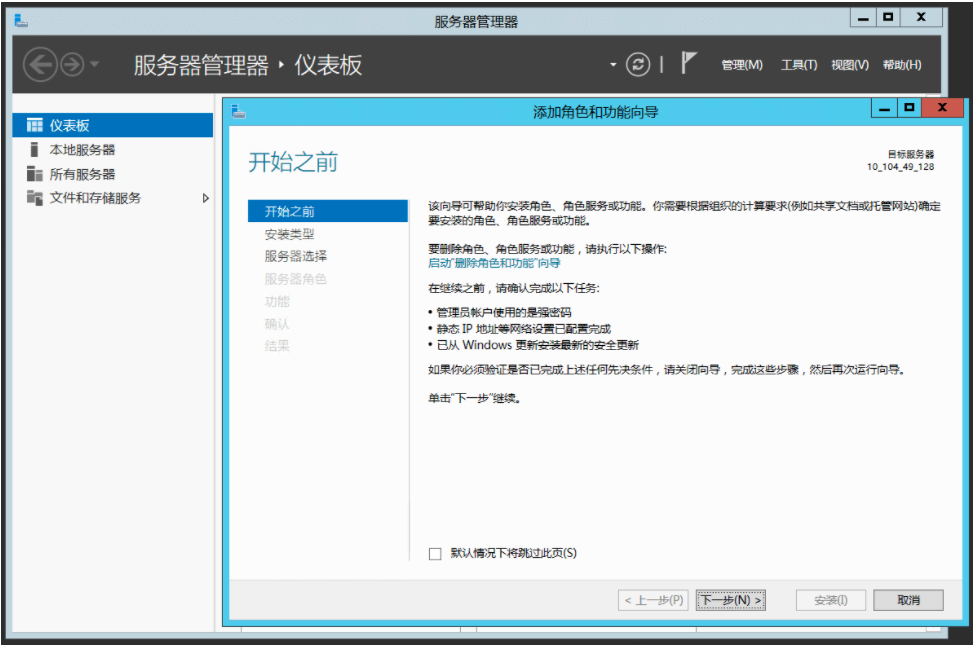 服务器管理器
服务器管理器 · 仪表板
管理(M) 工具(T) 视图(V) 帮助(H)
仪表板
本地服务器
所有服务器
文件和存储服务
添加角色和功能向导
开始之前
目标服务器
10_104_49_128
开始之前
安装类型
服务器选择
服务器角色
功能
确认
结果
该向导可帮助你安装角色、角色服务或功能。你需要根据组织的计算要求(例如共享文档或托管网站)确定
要安装的角色、角色服务或功能。
要删除角色、角色服务或功能，请执行以下操作:
启动"删除角色和功能"向导
在继续之前，请确认完成以下任务:
• 管理员帐户使用的是强密码
• 静态 IP 地址等网络设置已配置完成
• 已从 Windows 更新安装最新的安全更新
如果你必须验证是否已完成上述任何先决条件，请关闭向导，完成这些步骤，然后再次运行向导。
单击"下一步"继续。
默认情况下将跳过此页(S)
< 上一步(P) 下一步(N) > 安装(I) 取消